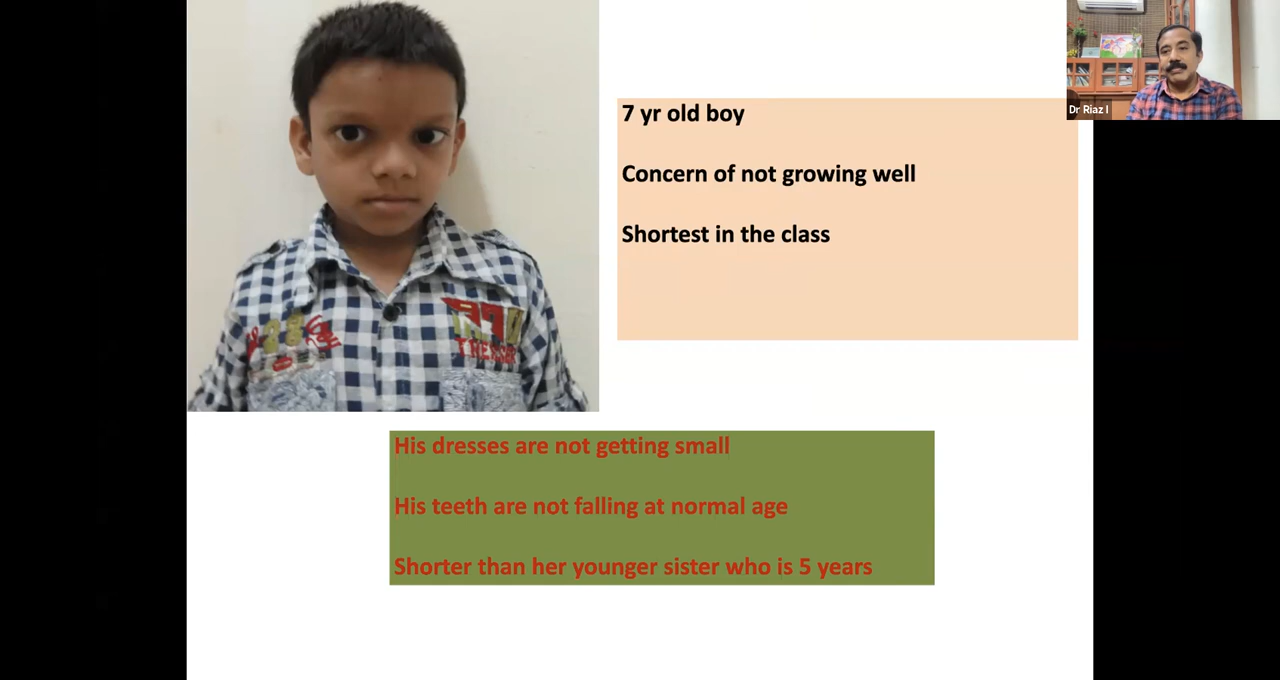 7 yr old boy
Concern of not growing well
Shortest in the class
Dr Riaz I
His dresses are not getting small
His teeth are not falling at normal age
Shorter than her younger sister who is 5 years